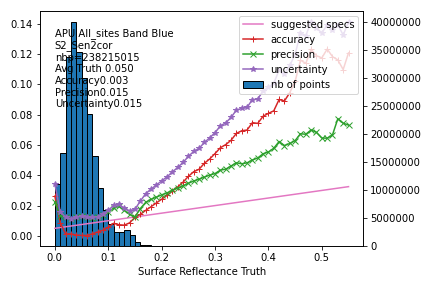 APU All_sites Band Blue
S2_Sen2cor
nbp=238215015
Avg Truth 0.050
Accuracy0.003
Precision0.015
Uncertainty0.015
suggested specs
accuracy
precision
uncertainty
nb of points
0.14
0.12
0.10
0.08
0.06
0.04
0.02
0.00
40000000
35000000
30000000
25000000
20000000
15000000
10000000
5000000
0
0.0 0.1 0.2 0.3 0.4 0.5
Surface Reflectance Truth